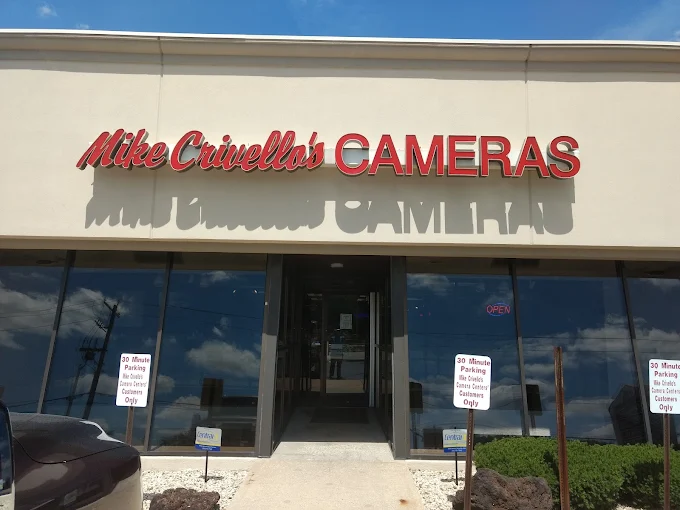 Mike Crivello's CAMERAS
OPEN
30 Minute
Parking
Mike Crivello's
Camera Centers'
Customers
Only
30 Minute
Parking
Mike Crivello's
Camera Centers'
Customers
Only
30 Minute
Parking
Mike Crivello's
Camera Centers'
Customers
Only